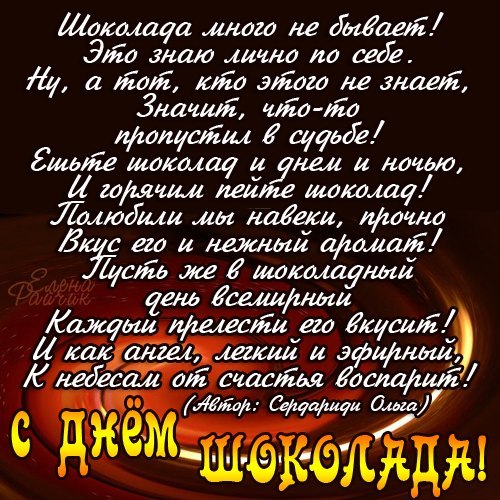 Шоколада много не бывает!
Это знаю лично по себе.
Ну, а тот, кто этого не знает,
Значит, что-то
пропустил в судьбе!
Ешьте шоколад и днем и ночью,
И горячим пейте шоколад!
Полюбили мы навеки, прочно
Вкус его и нежный аромат!
Пусть же в шоколадный
день всемирный
Каждый прелести его вкусит!
И как ангел, легкий и эфирный,
К небесам от счастья воспарит!
(Автор: Сердариди Ольга)
Елена
Райчик
С ДНЁМ
ШОКОЛАДА!